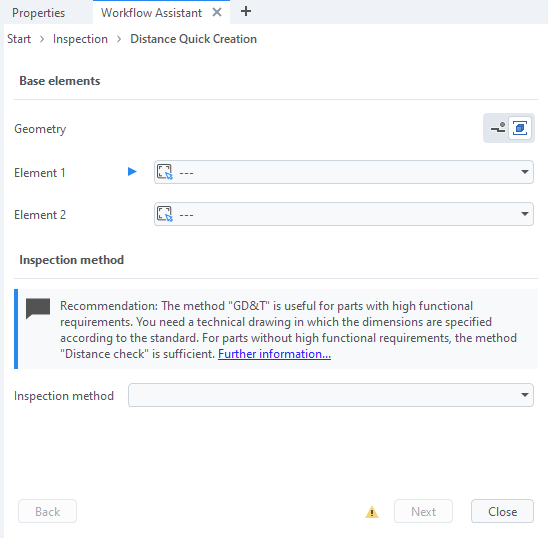 Properties
Workflow Assistant
Start > Inspection > Distance Quick Creation
Base elements
Geometry
Element 1
---
Element 2
---
Inspection method
Recommendation: The method "GD&T" is useful for parts with high functional
requirements. You need a technical drawing in which the dimensions are specified
according to the standard. For parts without high functional requirements, the method
"Distance check" is sufficient. Further information...
Inspection method
Back
Next
Close